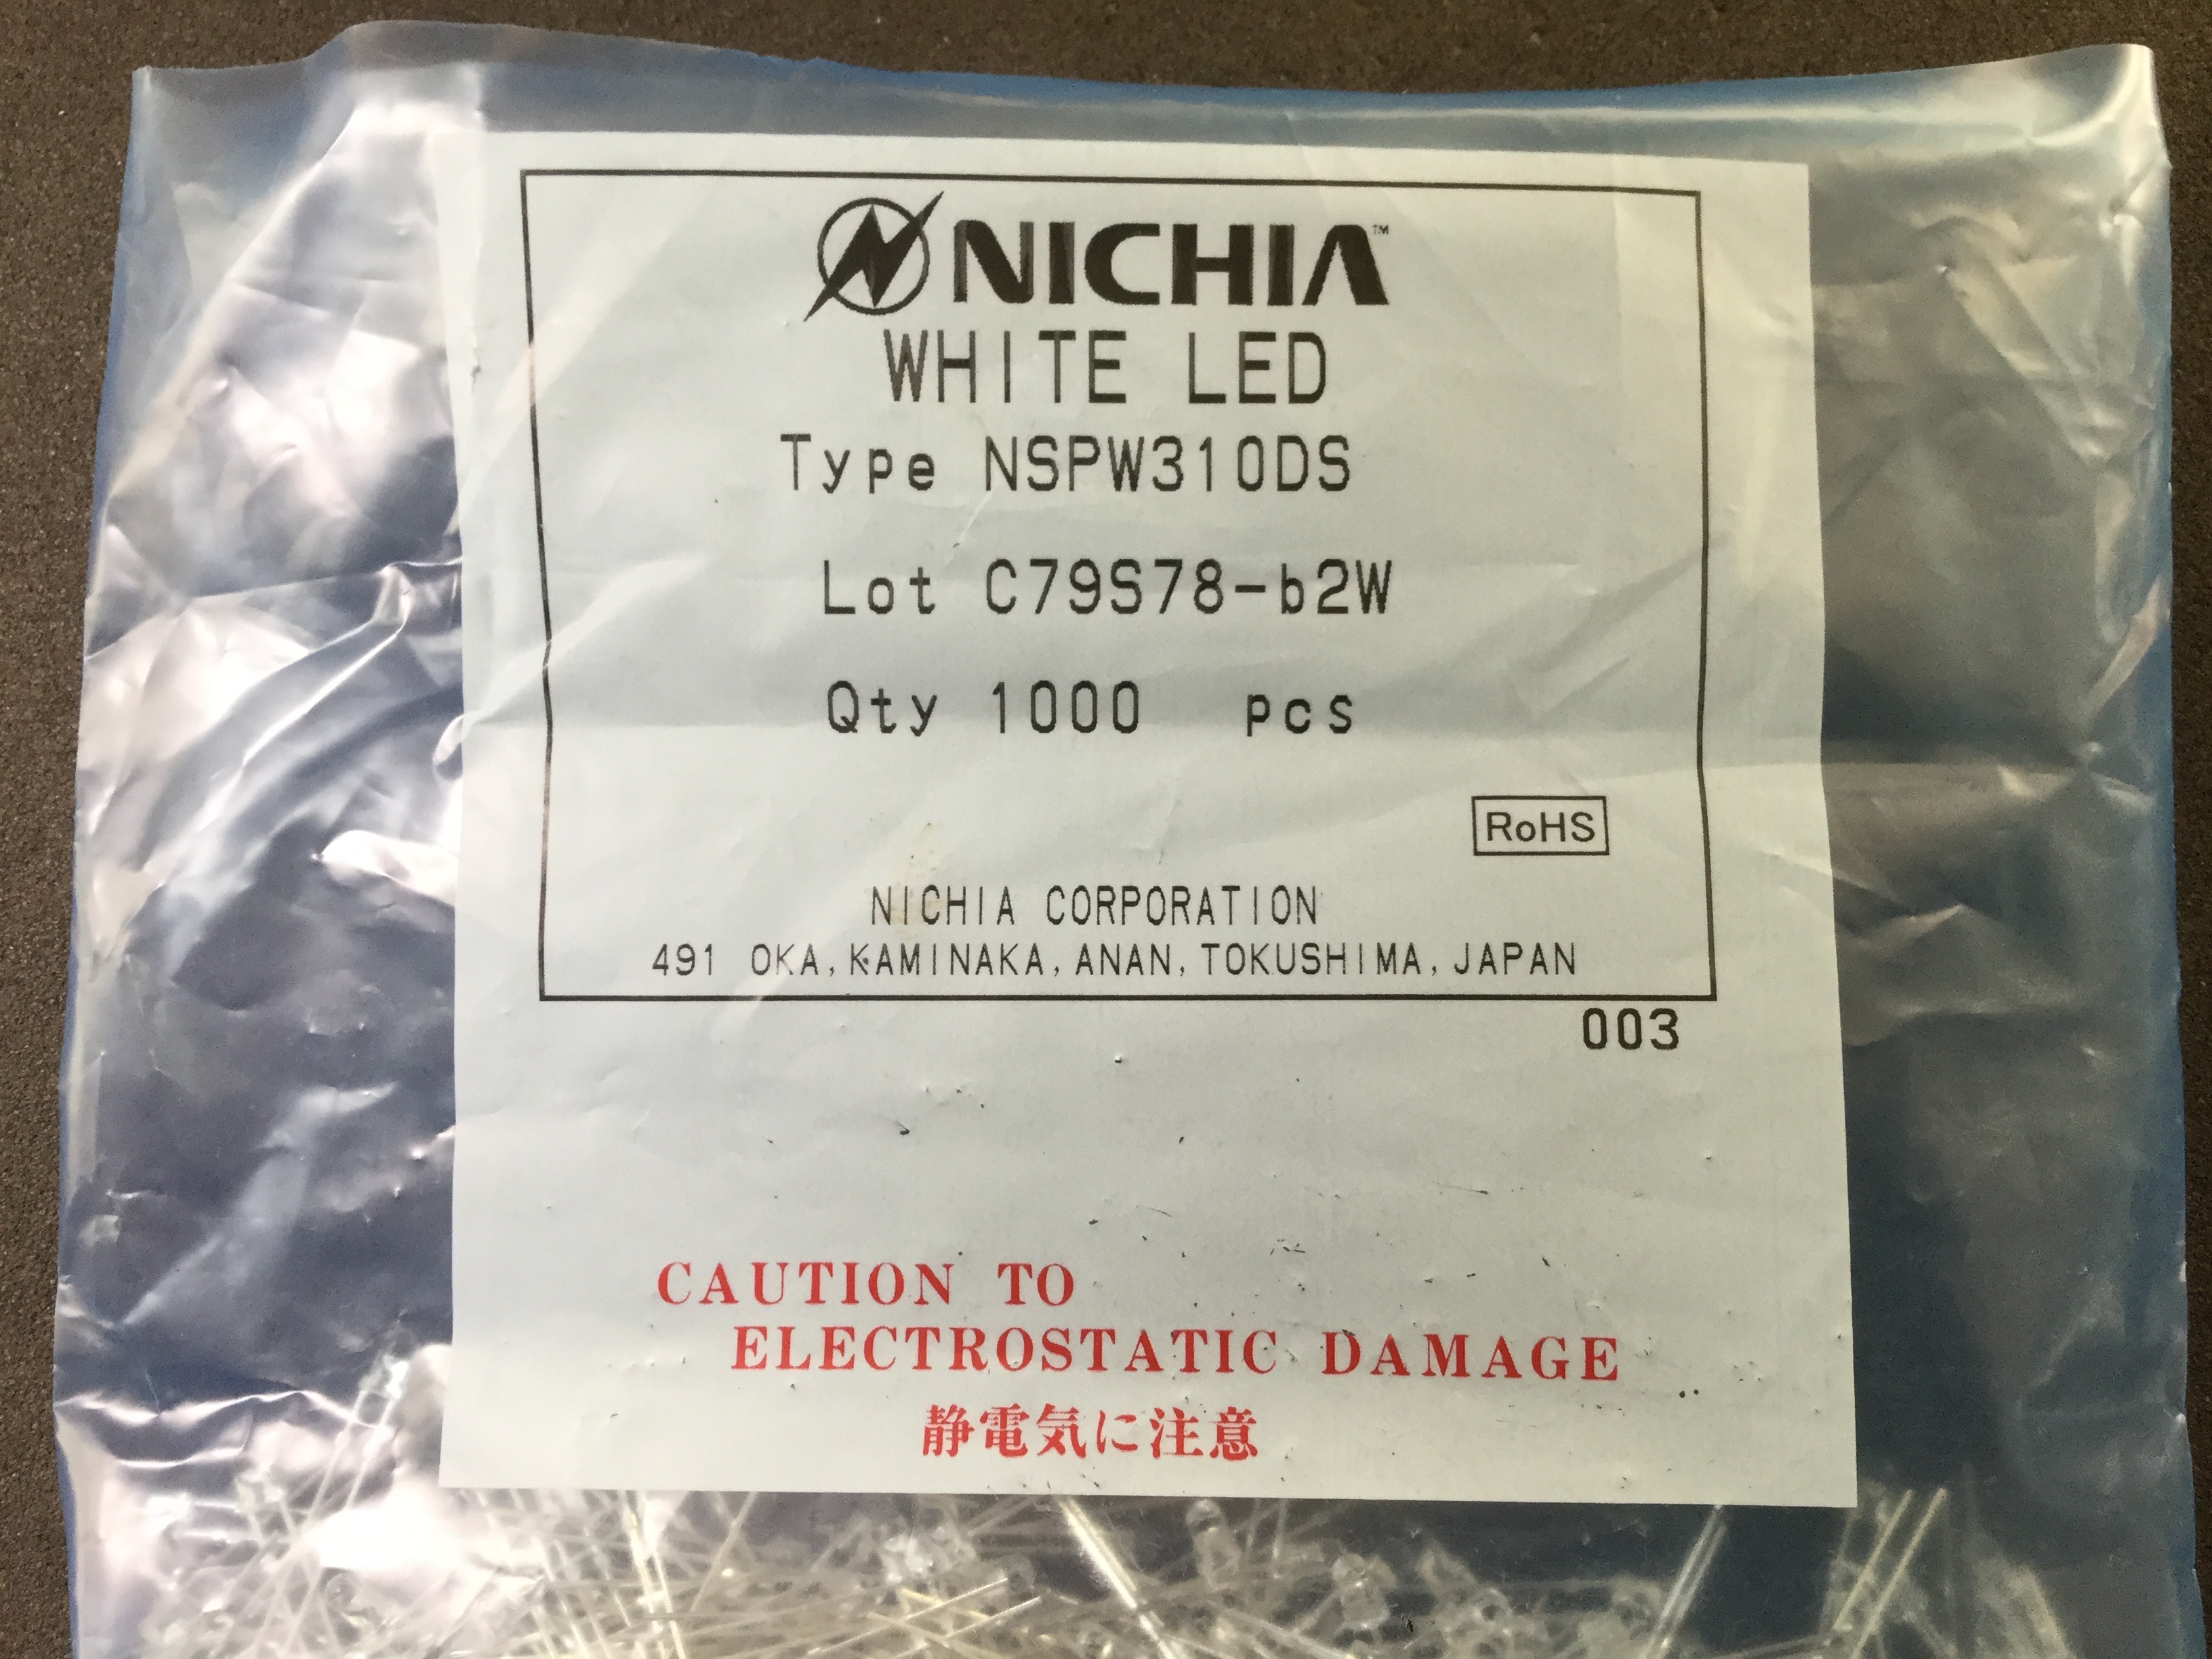 NICHIA™
WHITE LED
Type NSPW310DS
Lot C79S78-b2W
Qty 1000 pcs
RoHS
NICHIA CORPORATION
491 OKA, KAMINAKA, ANAN, TOKUSHIMA, JAPAN
003
CAUTION TO
ELECTROSTATIC DAMAGE
静電気に注意